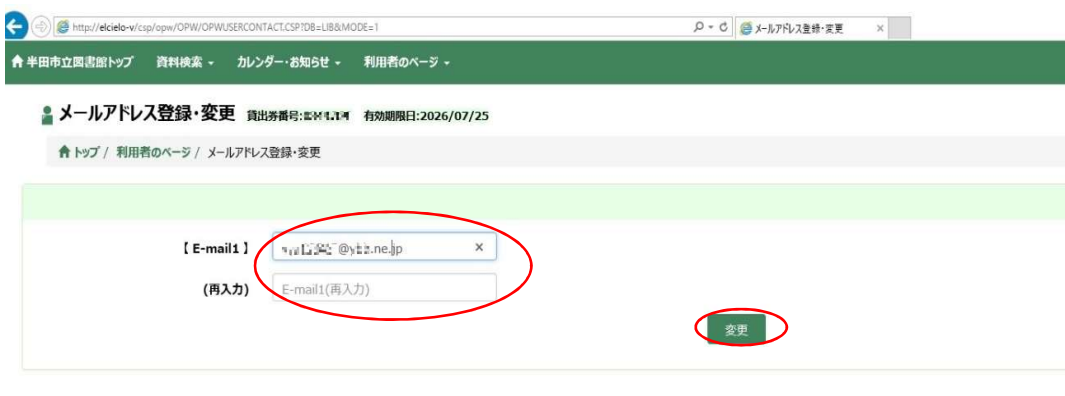 http://elcielo-v/csp/opw/OPW/OPWUSERCONTACT.CSP?DB=LIB&MODE=1
メールアドレス登録・変更 ×
半田市立図書館トップ 資料検索 カレンダー・お知らせ 利用者のページ
メールアドレス登録・変更 貸出券番号: 有効期限日:2026/07/25
トップ / 利用者のページ / メールアドレス登録・変更
【 E-mail1 】 .ne.jp ×
(再入力) E-mail1(再入力)
変更